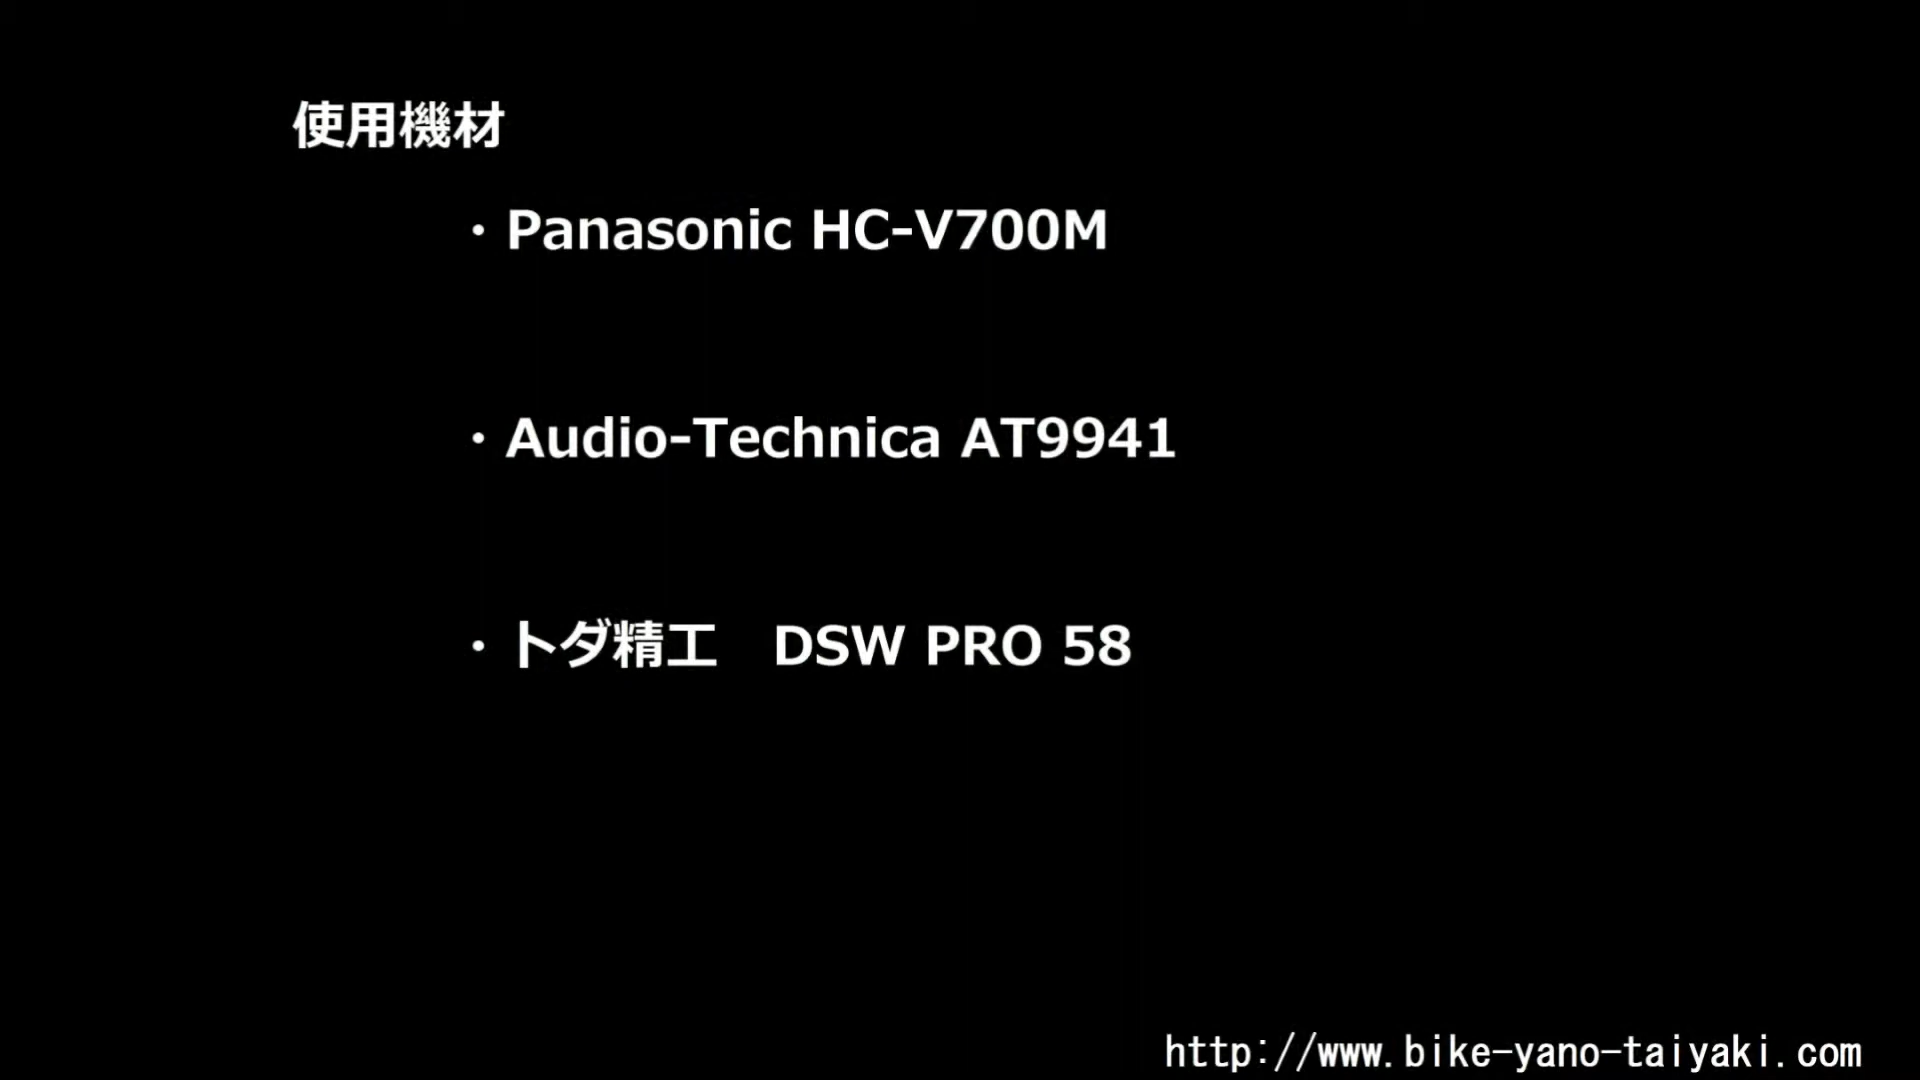 使用機材
・Panasonic HC-V700M
・Audio-Technica AT9941
・トダ精工　DSW PRO 58
http://www.bike-yano-taiyaki.com